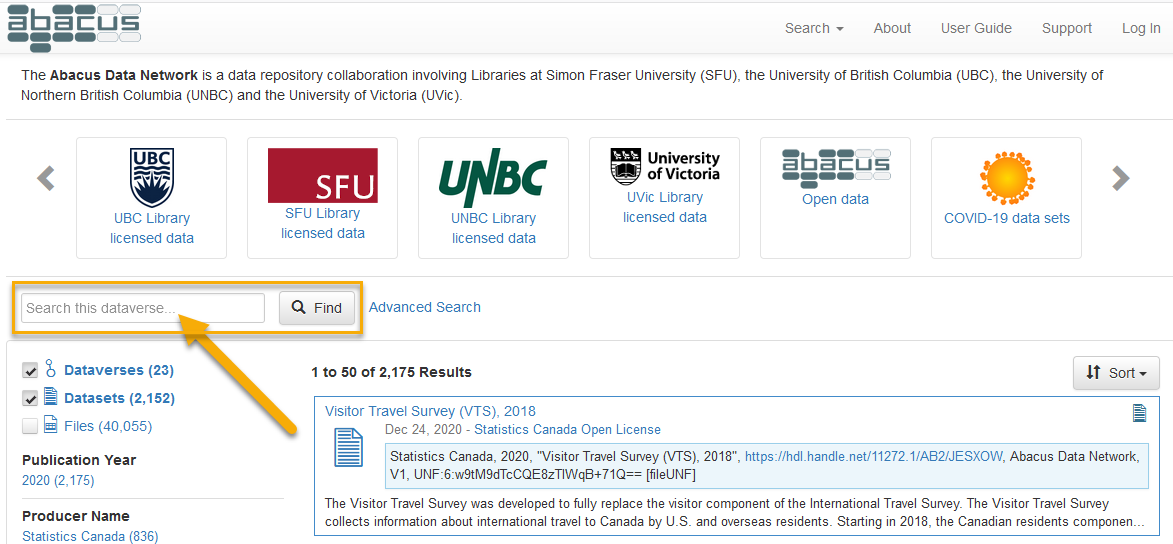 abacus
Search About User Guide Support Log In
The Abacus Data Network is a data repository collaboration involving Libraries at Simon Fraser University (SFU), the University of British Columbia (UBC), the University of
Northern British Columbia (UNBC) and the University of Victoria (UVic).
UBC
UBC Library
licensed data
SFU
SFU Library
licensed data
UNBC
UNBC Library
licensed data
University
of Victoria
UVic Library
licensed data
abacus
Open data
COVID-19 data sets
Search this dataverse... Find Advanced Search
Dataverses (23)
Datasets (2,152)
Files (40,055)
Publication Year
2020 (2,175)
Producer Name
Statistics Canada (836)
1 to 50 of 2,175 Results
Sort
Visitor Travel Survey (VTS), 2018
Dec 24, 2020 - Statistics Canada Open License
Statistics Canada, 2020, "Visitor Travel Survey (VTS), 2018", https://hdl.handle.net/11272.1/AB2/JESXOW, Abacus Data Network,
V1, UNF:6:w9tM9dTcCQE8zTlWqB+71Q== [fileUNF]
The Visitor Travel Survey was developed to fully replace the visitor component of the International Travel Survey. The Visitor Travel Survey
collects information about international travel to Canada by U.S. and overseas residents. Starting in 2018, the Canadian residents componen...